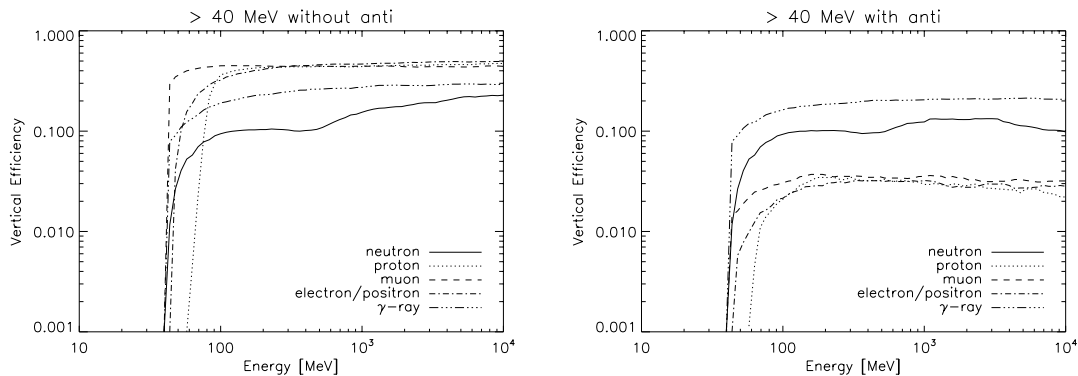 > 40 MeV without anti
1.000
0.100
0.010
0.001
Vertical Efficiency
neutron
proton
muon
electron/positron
γ-ray
10
100
10³
10⁴
Energy [MeV]
> 40 MeV with anti
1.000
0.100
0.010
0.001
Vertical Efficiency
neutron
proton
muon
electron/positron
γ-ray
10
100
10³
10⁴
Energy [MeV]